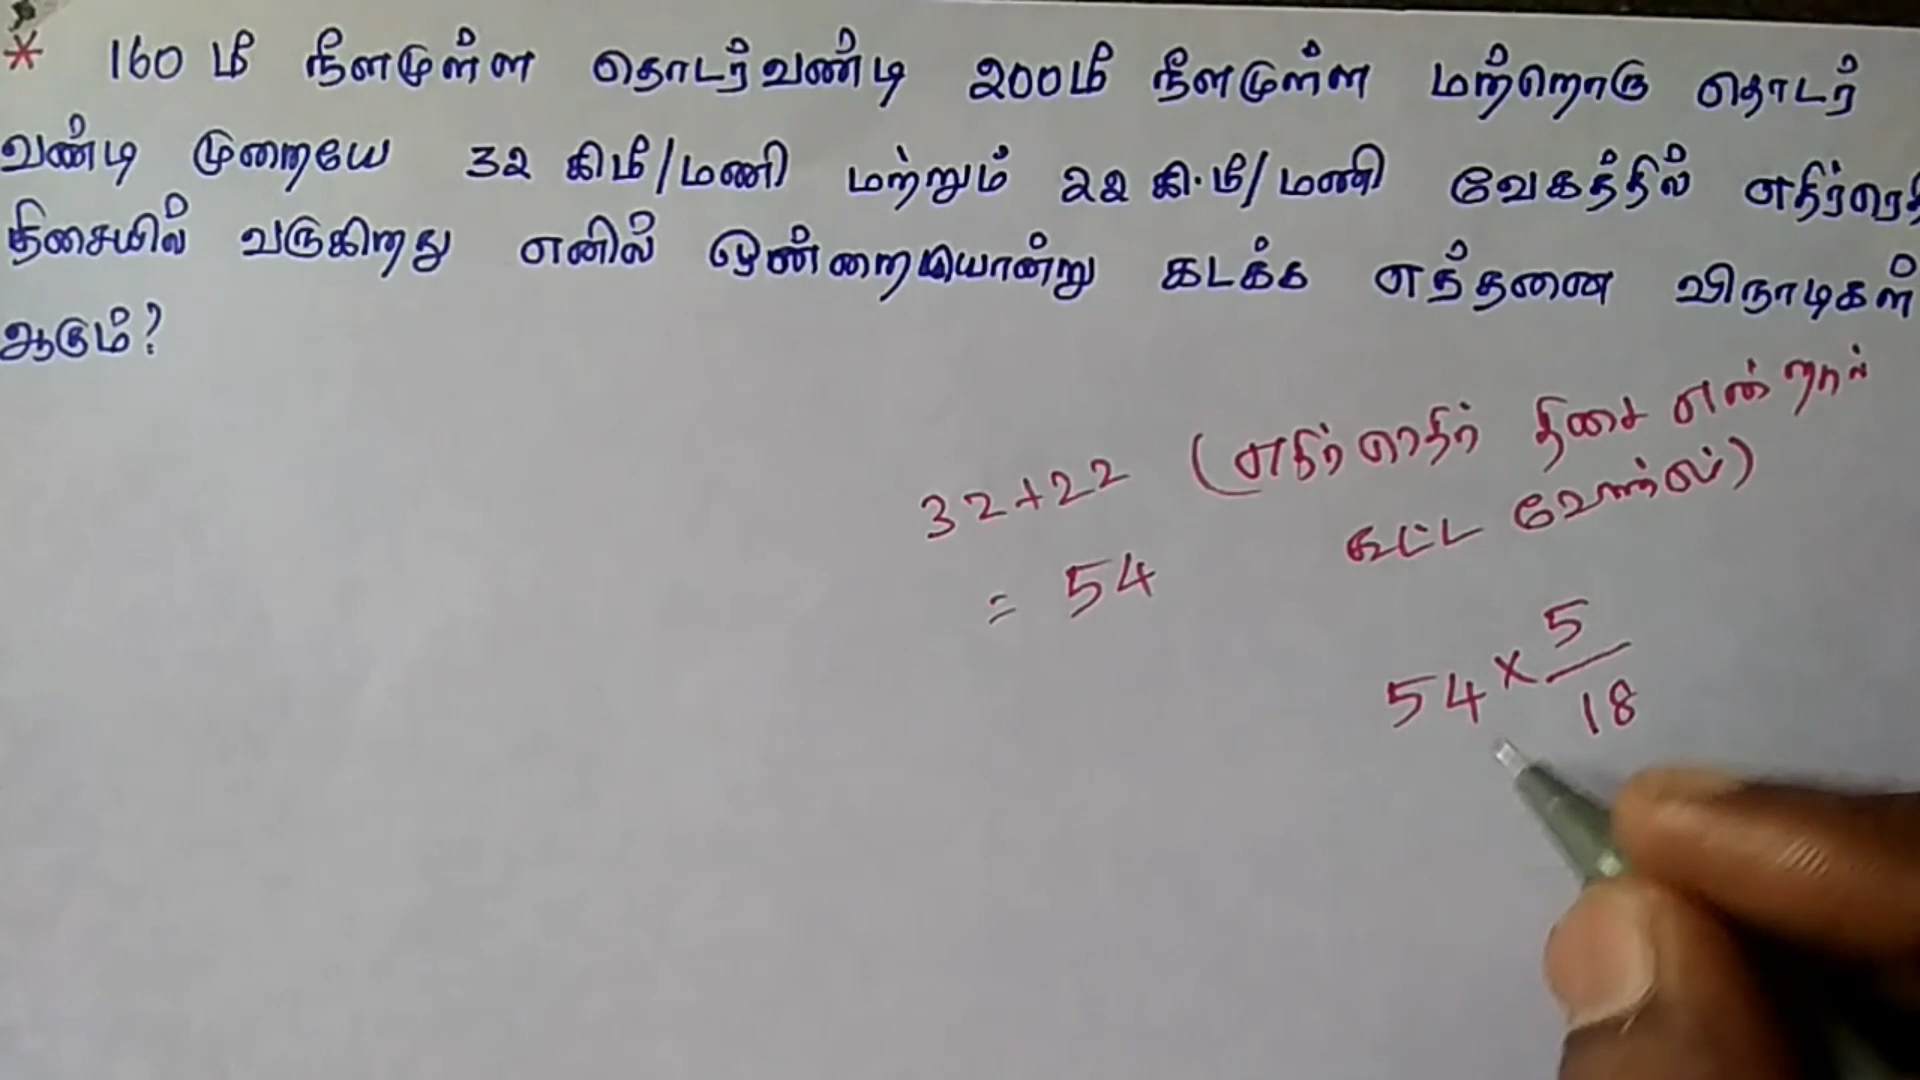 * 160 மீ நீளமுள்ள தொடர்வண்டி 200மீ நீளமுள்ள மற்றொரு தொடர்
வண்டி முறையே 32 கிமீ/மணி மற்றும் 22 கி.மீ/மணி வேகத்தில் எதிரெதி
திசையில் வருகிறது எனில் ஒன்றையொன்று கடக்க எத்தனை விநாடிகள்
ஆகும்?
32+22 (எதிரெதிர் திசை என்றால்
கூட்ட வேண்டும்)
= 54
54 × 5/18